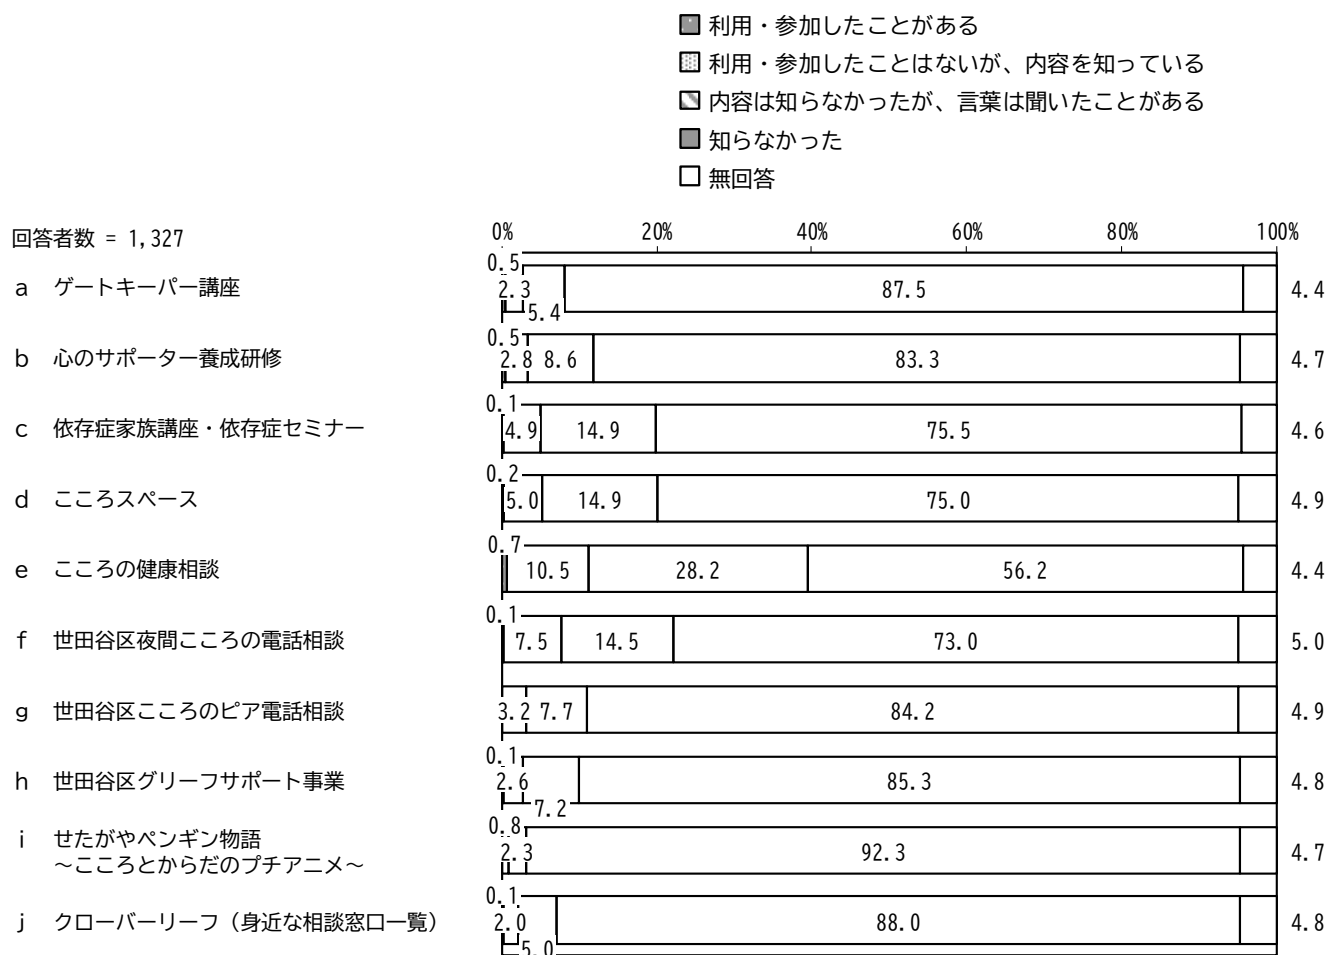 利用・参加したことがある
利用・参加したことはないが、内容を知っている
内容は知らなかったが、言葉は聞いたことがある
知らなかった
無回答
回答者数 = 1,327
0% 20% 40% 60% 80% 100%
a ゲートキーパー講座 0.5 2.3 5.4 87.5 4.4
b 心のサポーター養成研修 0.5 2.8 8.6 83.3 4.7
c 依存症家族講座・依存症セミナー 0.1 4.9 14.9 75.5 4.6
d こころスペース 0.2 5.0 14.9 75.0 4.9
e こころの健康相談 0.7 10.5 28.2 56.2 4.4
f 世田谷区夜間こころの電話相談 0.1 7.5 14.5 73.0 5.0
g 世田谷区こころのピア電話相談 3.2 7.7 84.2 4.9
h 世田谷区グリーフサポート事業 0.1 2.6 7.2 85.3 4.8
i せたがやペンギン物語 0.8 2.3 92.3 4.7
～こころとからだのプチアニメ～
j クローバーリーフ（身近な相談窓口一覧） 0.1 2.0 5.0 88.0 4.8